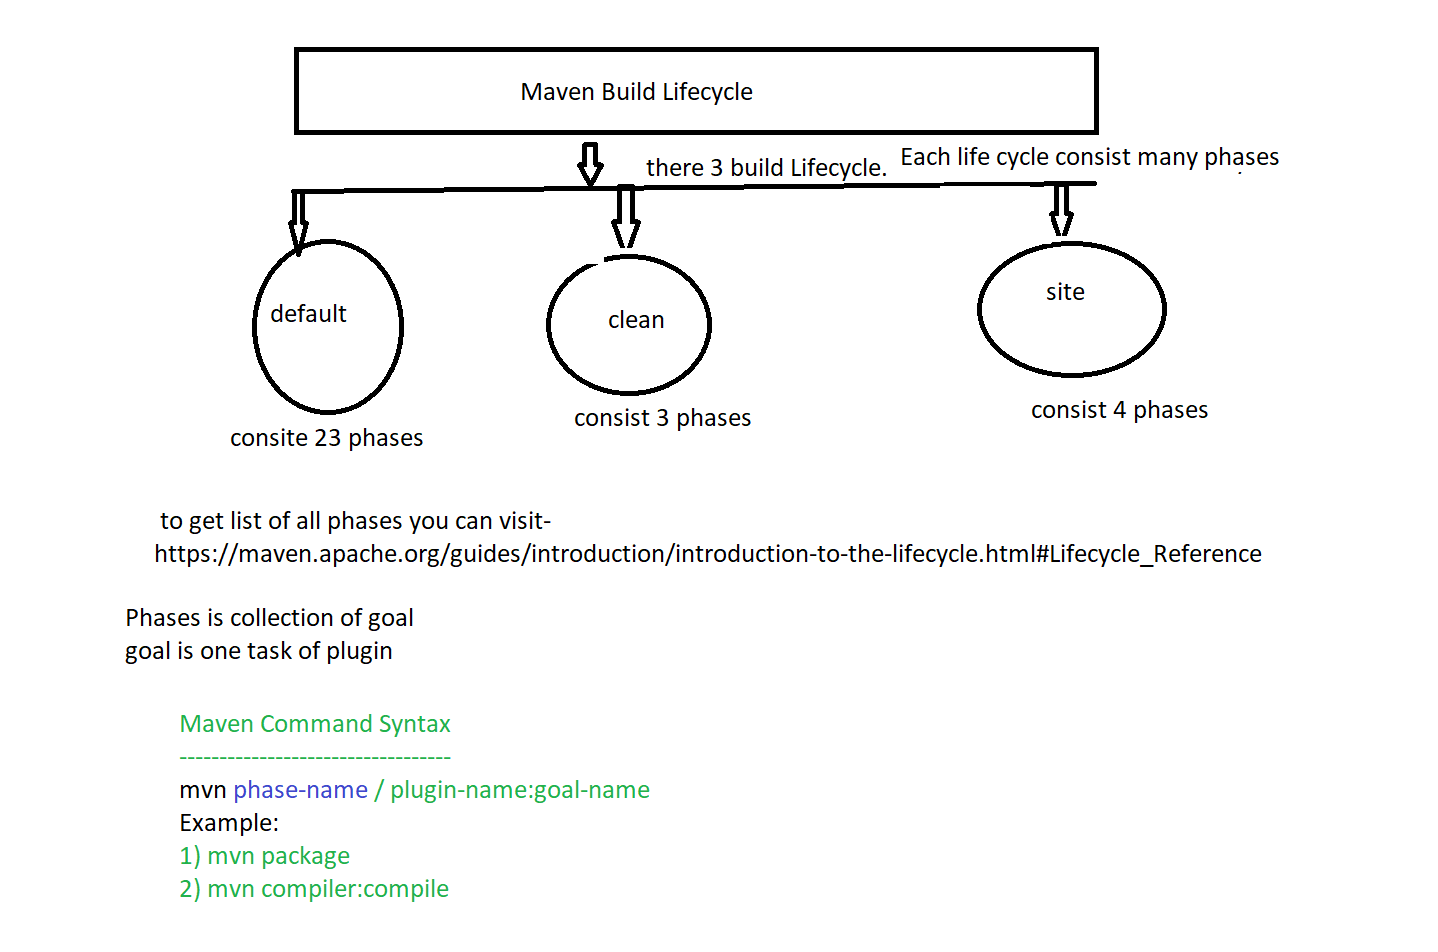 Maven Build Lifecycle
there 3 build Lifecycle.
Each life cycle consist many phases
default
clean
site
consite 23 phases
consist 3 phases
consist 4 phases
to get list of all phases you can visit-
https://maven.apache.org/guides/introduction/introduction-to-the-lifecycle.html#Lifecycle_Reference
Phases is collection of goal
goal is one task of plugin
Maven Command Syntax
----------------------------------
mvn phase-name / plugin-name:goal-name
Example:
1) mvn package
2) mvn compiler:compile